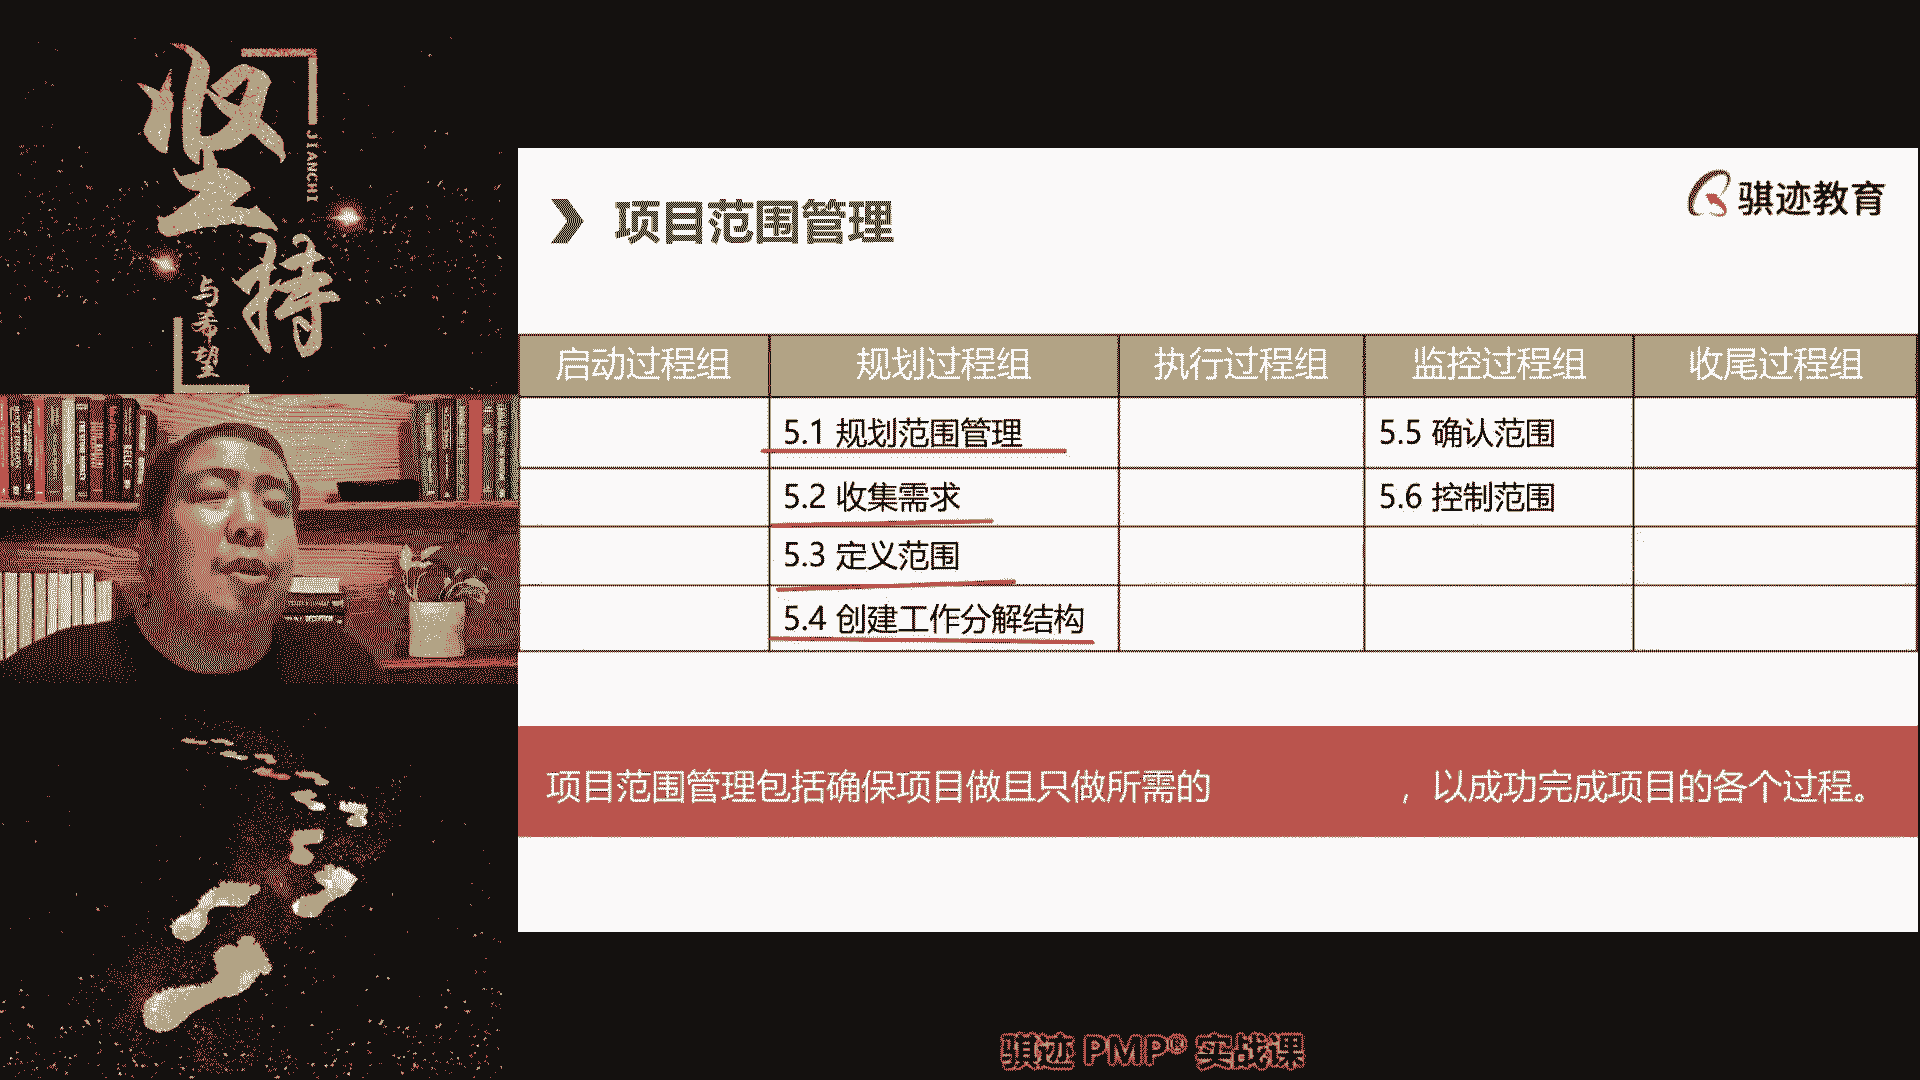 坚持
JIANCHI
与希望
骐迹教育
项目范围管理
启动过程组 规划过程组 执行过程组 监控过程组 收尾过程组
5.1 规划范围管理 5.5 确认范围
5.2 收集需求 5.6 控制范围
5.3 定义范围
5.4 创建工作分解结构
项目范围管理包括确保项目做且只做所需的 ，以成功完成项目的各个过程。
骐迹 PMP® 实战课